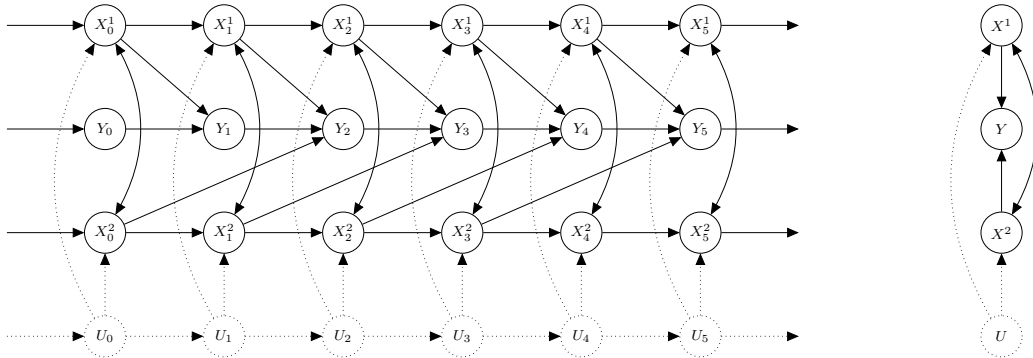 X_0^1 X_1^1 X_2^1 X_3^1 X_4^1 X_5^1 X^1
Y_0 Y_1 Y_2 Y_3 Y_4 Y_5 Y
X_0^2 X_1^2 X_2^2 X_3^2 X_4^2 X_5^2 X^2
U_0 U_1 U_2 U_3 U_4 U_5 U